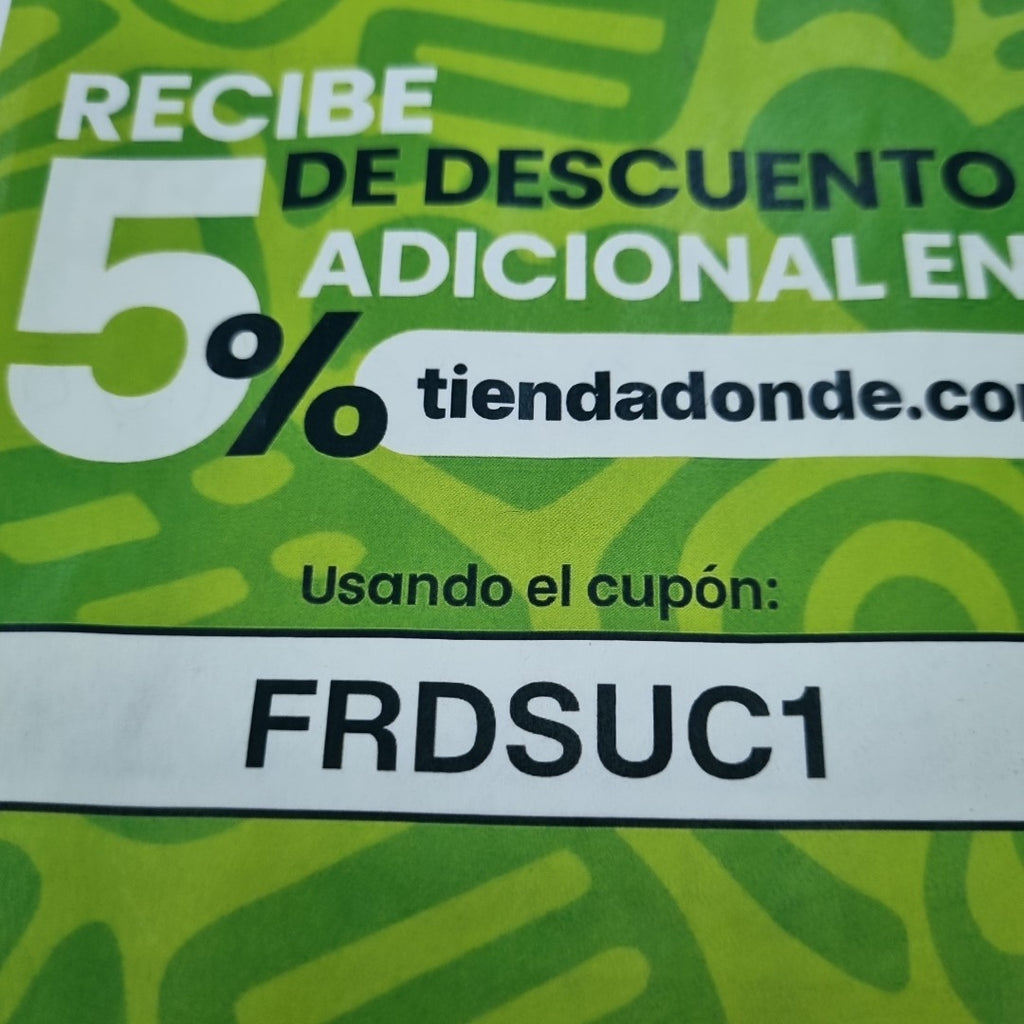 RECIBE
5% DE DESCUENTO
ADICIONAL EN
tiendadonde.co
Usando el cupón:
FRDSUC1